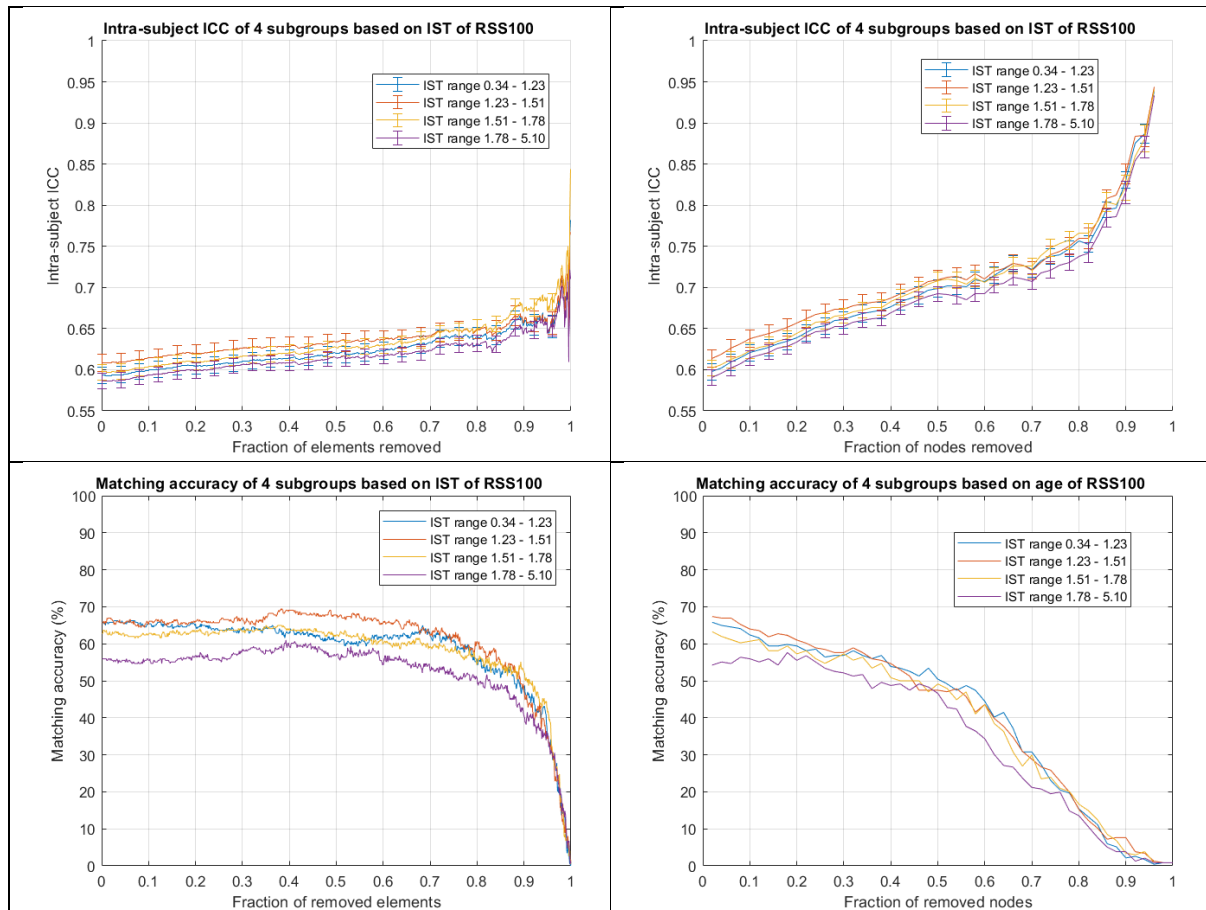 Intra-subject ICC of 4 subgroups based on IST of RSS100
IST range 0.34 - 1.23
IST range 1.23 - 1.51
IST range 1.51 - 1.78
IST range 1.78 - 5.10
Intra-subject ICC
1
0.95
0.9
0.85
0.8
0.75
0.7
0.65
0.6
0.55
0 0.1 0.2 0.3 0.4 0.5 0.6 0.7 0.8 0.9 1
Fraction of elements removed
Intra-subject ICC of 4 subgroups based on IST of RSS100
IST range 0.34 - 1.23
IST range 1.23 - 1.51
IST range 1.51 - 1.78
IST range 1.78 - 5.10
Intra-subject ICC
1
0.95
0.9
0.85
0.8
0.75
0.7
0.65
0.6
0.55
0 0.1 0.2 0.3 0.4 0.5 0.6 0.7 0.8 0.9 1
Fraction of nodes removed
Matching accuracy of 4 subgroups based on IST of RSS100
IST range 0.34 - 1.23
IST range 1.23 - 1.51
IST range 1.51 - 1.78
IST range 1.78 - 5.10
Matching accuracy (%)
100
90
80
70
60
50
40
30
20
10
0
0 0.1 0.2 0.3 0.4 0.5 0.6 0.7 0.8 0.9 1
Fraction of removed elements
Matching accuracy of 4 subgroups based on age of RSS100
IST range 0.34 - 1.23
IST range 1.23 - 1.51
IST range 1.51 - 1.78
IST range 1.78 - 5.10
Matching accuracy (%)
100
90
80
70
60
50
40
30
20
10
0
0 0.1 0.2 0.3 0.4 0.5 0.6 0.7 0.8 0.9 1
Fraction of removed nodes